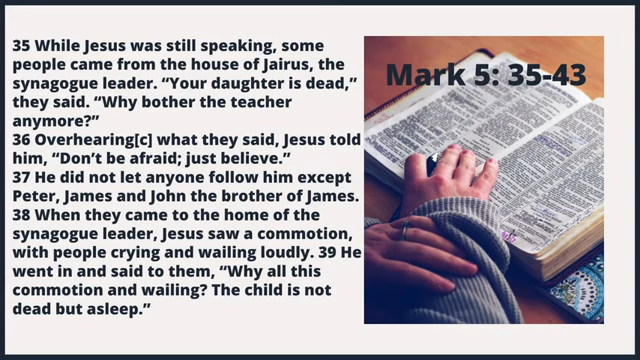 35 While Jesus was still speaking, some
people came from the house of Jairus, the
synagogue leader. “Your daughter is dead,”
they said. “Why bother the teacher
anymore?”
36 Overhearing[c] what they said, Jesus told
him, “Don’t be afraid; just believe.”
37 He did not let anyone follow him except
Peter, James and John the brother of James.
38 When they came to the home of the
synagogue leader, Jesus saw a commotion,
with people crying and wailing loudly. 39 He
went in and said to them, “Why all this
commotion and wailing? The child is not
dead but asleep.”
Mark 5: 35-43